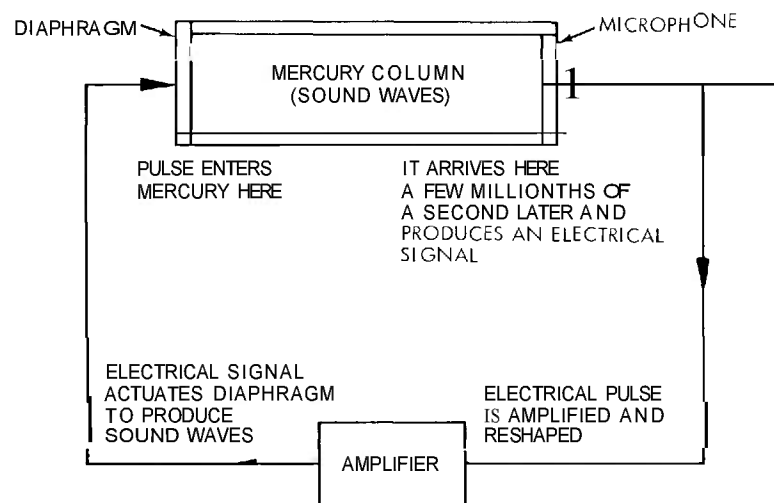 DIAPHRAGM
MICROPHONE
MERCURY COLUMN
(SOUND WAVES)
1
PULSE ENTERS
MERCURY HERE
IT ARRIVES HERE
A FEW MILLIONTHS OF
A SECOND LATER AND
PRODUCES AN ELECTRICAL
SIGNAL
ELECTRICAL SIGNAL
ACTUATES DIAPHRAGM
TO PRODUCE
SOUND WAVES
ELECTRICAL PULSE
IS AMPLIFIED AND
RESHAPED
AMPLIFIER